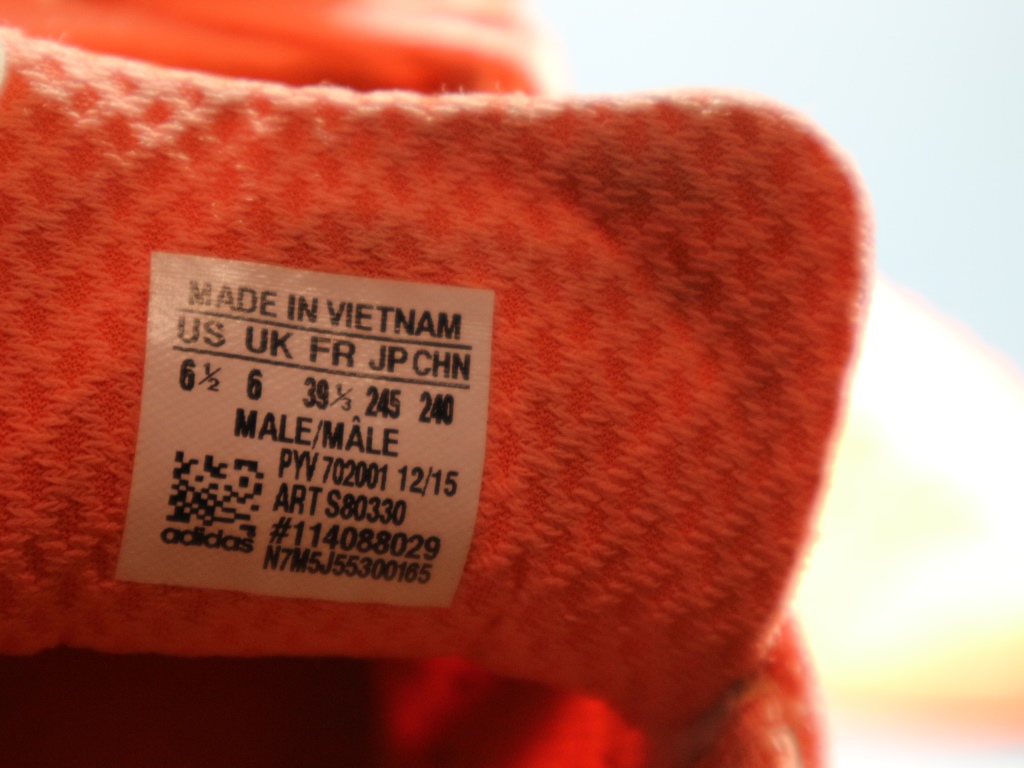 MADE IN VIETNAM
US UK FR JP CHN
6½ 6 39⅓ 245 240
MALE/MÂLE
PYV 702001 12/15
ART S80330
#114088029
adidas
N7M5J55300165